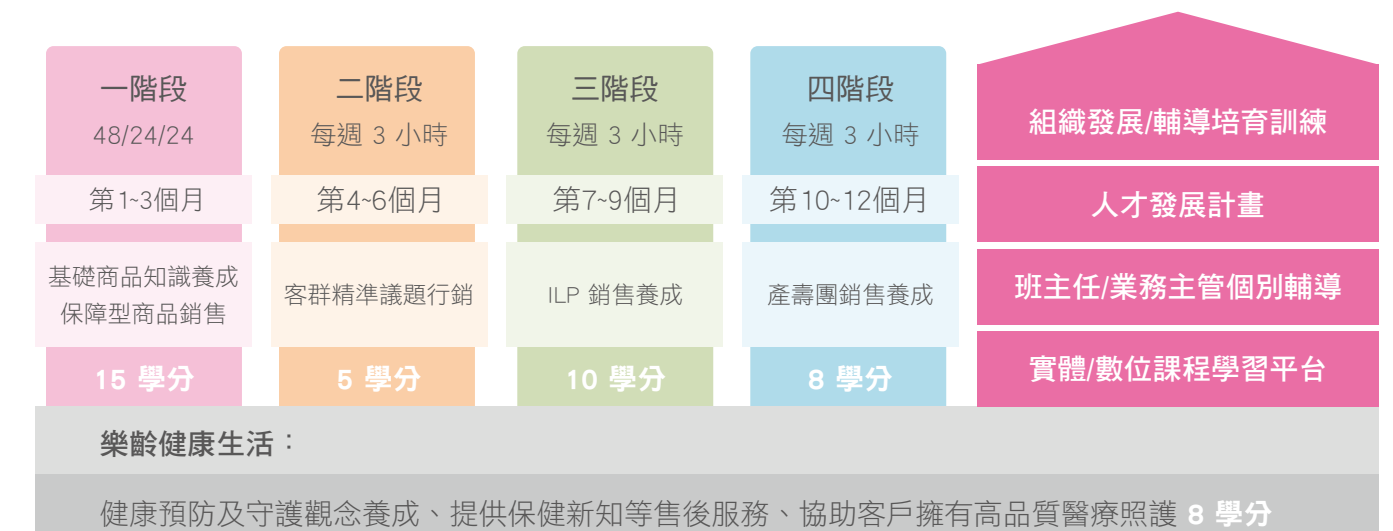 一階段
48/24/24
第1~3個月
基礎商品知識養成
保障型商品銷售
15 學分
二階段
每週 3 小時
第4~6個月
客群精準議題行銷
5 學分
三階段
每週 3 小時
第7~9個月
ILP 銷售養成
10 學分
四階段
每週 3 小時
第10~12個月
產壽團銷售養成
8 學分
組織發展/輔導培育訓練
人才發展計畫
班主任/業務主管個別輔導
實體/數位課程學習平台
樂齡健康生活：
健康預防及守護觀念養成、提供保健新知等售後服務、協助客戶擁有高品質醫療照護 8 學分